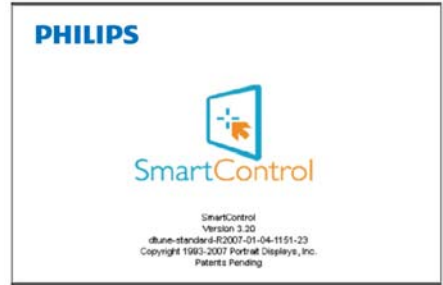 PHILIPS
SmartControl
SmartControl
Version 3.20
dtune-standard-R2007-01-04-1151-23
Copyright 1993-2007 Portrait Displays, Inc.
Patents Pending